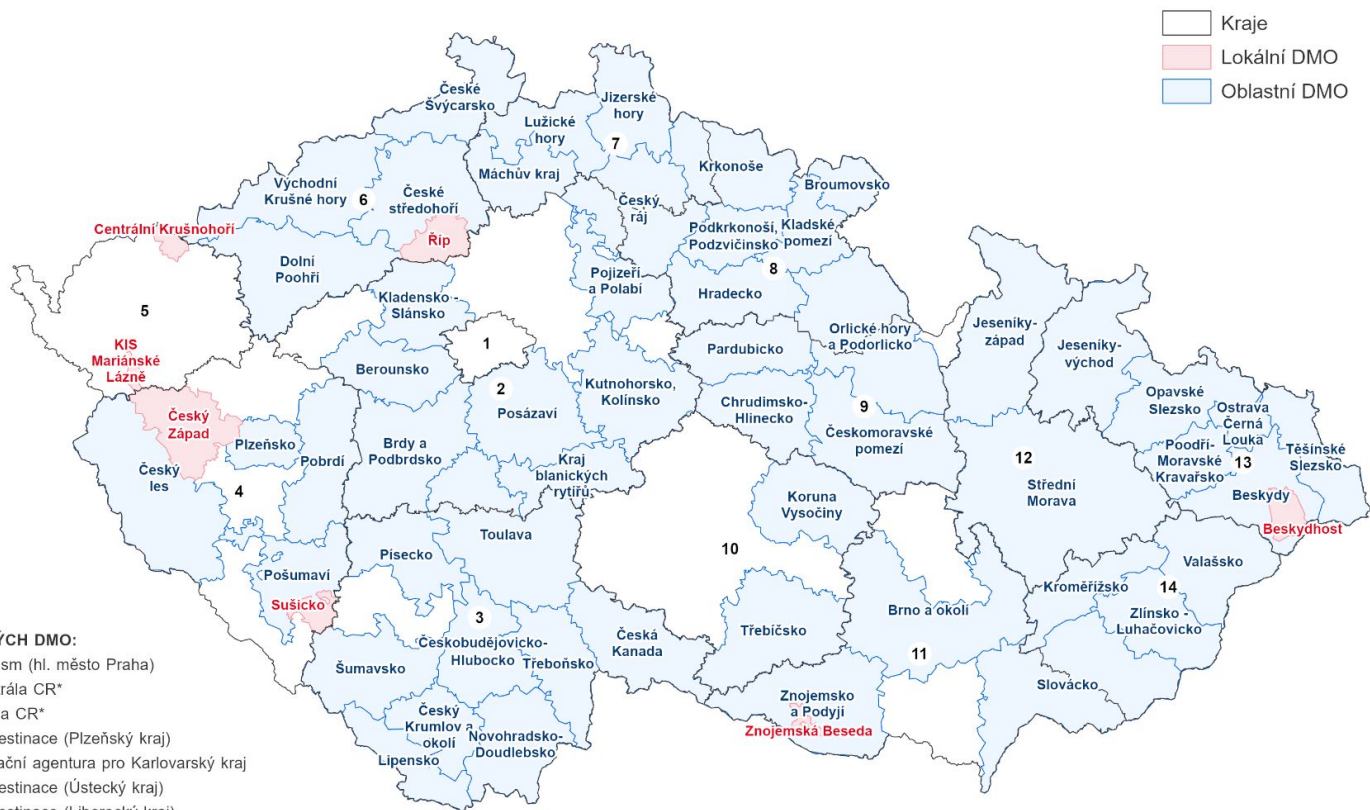 Kraje
Lokální DMO
Oblastní DMO
České
Švýcarsko
Jizerské
hory
Lužické
hory
7
Máchův kraj
Krkonoše
Broumovsko
Východní
Krušné hory
6
České
středohoří
Český
ráj
Podkrkonoší,
Podzvičinsko
Kladské
pomezí
Centrální Krušnohoří
Říp
Dolní
Poohří
Pojizeří
a Polabí
8
Hradecko
Kladensko -
Slánsko
5
1
Orlické hory
a Podorlicko
Jeseníky-
západ
Jeseníky-
východ
KIS
Mariánské
Lázně
Berounsko
Pardubicko
2
Posázaví
Kutnohorsko,
Kolínsko
Chrudimsko-
Hlinecko
9
Českomoravské
pomezí
Opavské
Slezsko
Ostrava
Černá
Louka
Český
Západ
Plzeňsko
Pobrdí
Brdy a
Podbrdsko
Kraj
blanických
rytířů
12
Střední
Morava
Poodří-
Moravské
Kravařsko
13
Těšínské
Slezsko
Český
les
4
Koruna
Vysočiny
Beskydy
Beskydhost
Toulava
Písecko
10
Valašsko
Pošumaví
Sušicko
Kroměřížsko
14
Zlínsko -
Luhačovicko
Brno a okolí
3
Českobudějovicko-
Hlubocko
Třeboňsko
Česká
Kanada
Třebíčsko
11
Šumavsko
Slovácko
Znojemsko
a Podyjí
Znojemská Beseda
Český
Krumlov a
okolí
Novohradsko-
Doudlebsko
Lipensko
ÝCH DMO:
ism (hl. město Praha)
trála CR*
a CR*
estinace (Plzeňský kraj)
ační agentura pro Karlovarský kraj
estinace (Ústecký kraj)